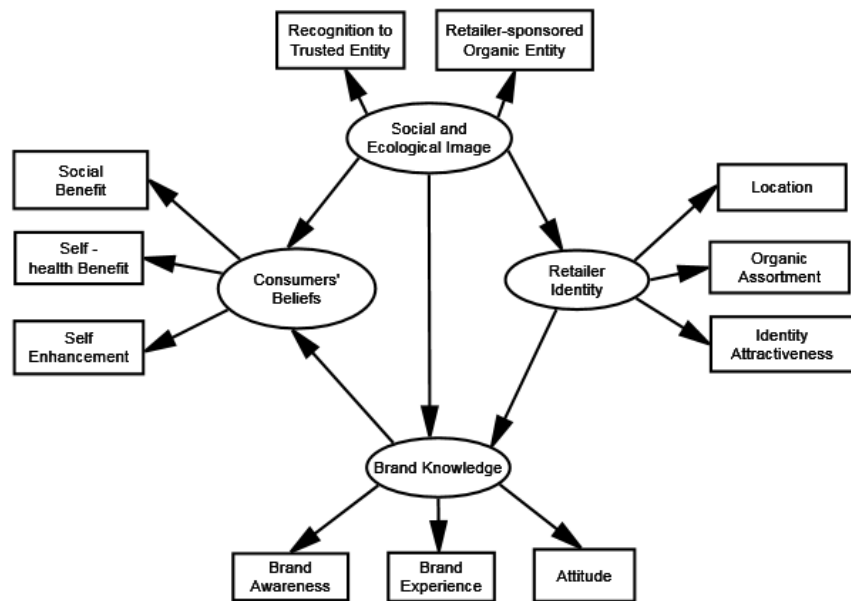 Recognition to
Trusted Entity
Retailer-sponsored
Organic Entity
Social and
Ecological Image
Social
Benefit
Self -
health Benefit
Self
Enhancement
Consumers'
Beliefs
Retailer
Identity
Location
Organic
Assortment
Identity
Attractiveness
Brand Knowledge
Brand
Awareness
Brand
Experience
Attitude